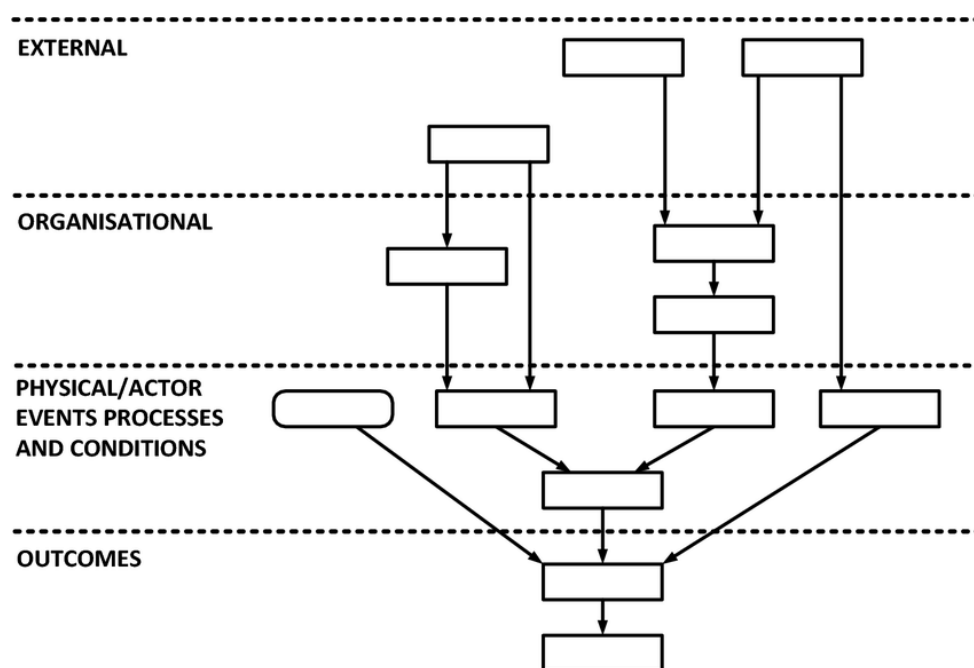 EXTERNAL
ORGANISATIONAL
PHYSICAL/ACTOR
EVENTS PROCESSES
AND CONDITIONS
OUTCOMES